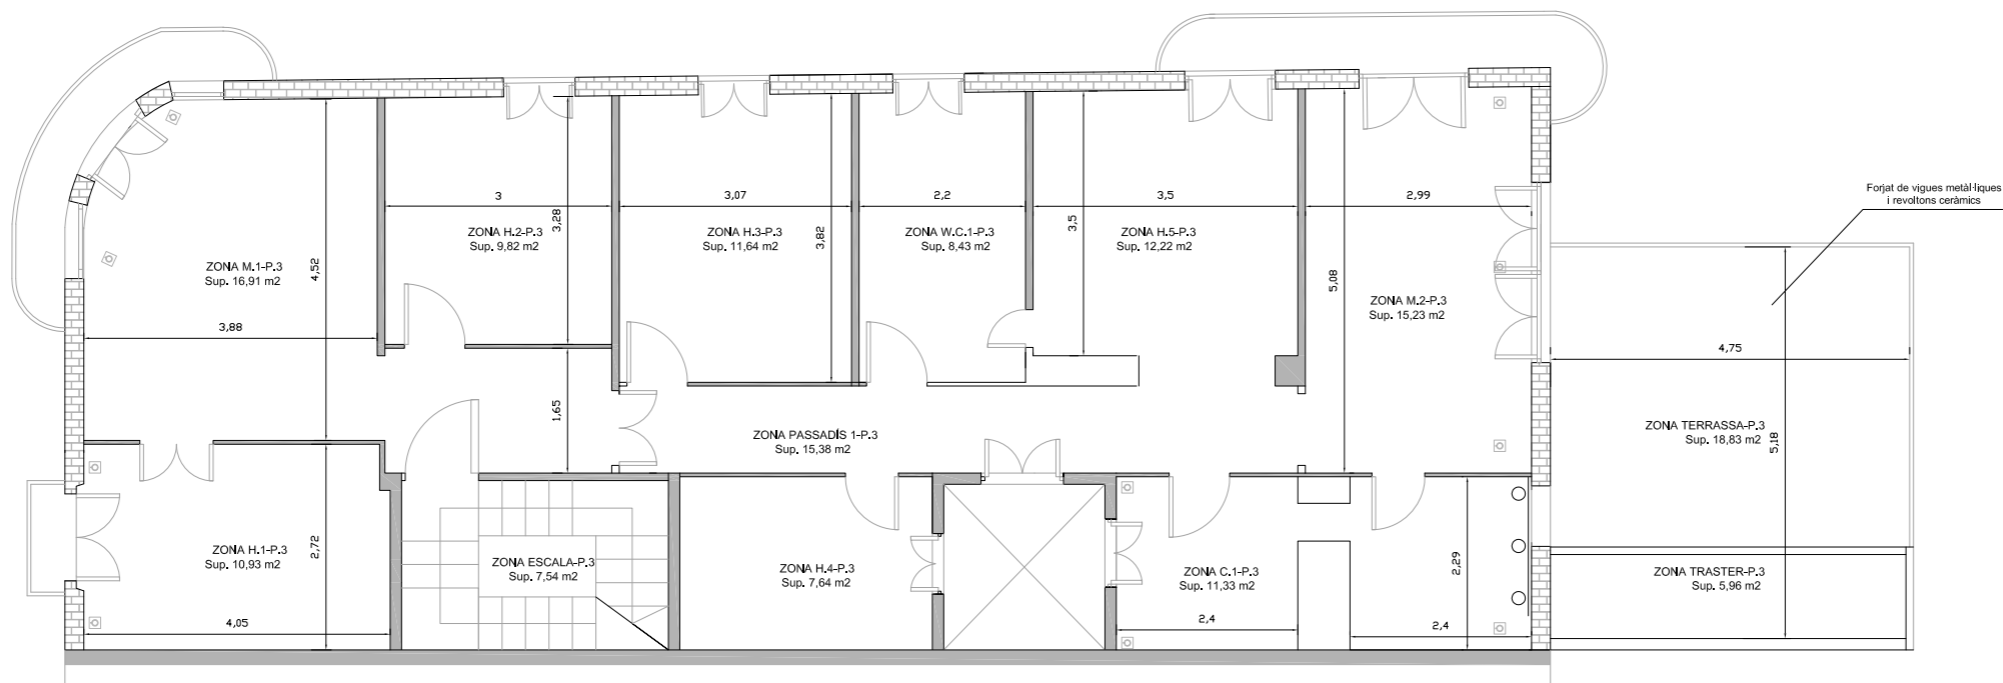 Forjat de vigues metàl·liques
i revoltons ceràmics
3
3,28
3,07
3,82
2,2
3,5
3,5
2,99
5,08
ZONA H.2-P.3
Sup. 9,82 m2
ZONA H.3-P.3
Sup. 11,64 m2
ZONA W.C.1-P.3
Sup. 8,43 m2
ZONA H.5-P.3
Sup. 12,22 m2
ZONA M.1-P.3
Sup. 16,91 m2
4,52
3,88
ZONA M.2-P.3
Sup. 15,23 m2
4,75
1,65
ZONA PASSADÍS 1-P.3
Sup. 15,38 m2
ZONA TERRASSA-P.3
Sup. 18,83 m2
5,18
ZONA H.1-P.3
Sup. 10,93 m2
2,72
ZONA ESCALA-P.3
Sup. 7,54 m2
ZONA H.4-P.3
Sup. 7,64 m2
ZONA C.1-P.3
Sup. 11,33 m2
2,29
ZONA TRASTER-P.3
Sup. 5,96 m2
4,05
2,4
2,4